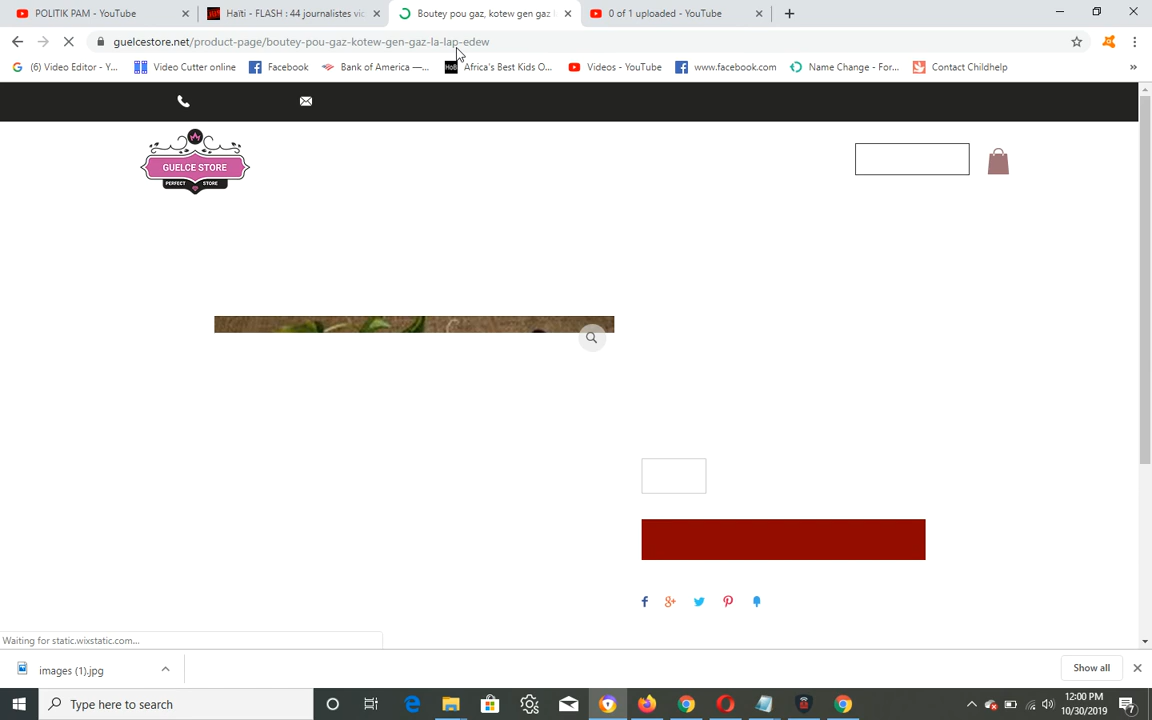 POLITIK PAM - YouTube
Haïti - FLASH : 44 journalistes vic
Boutey pou gaz, kotew gen gaz l
0 of 1 uploaded - YouTube
guelcestore.net/product-page/boutey-pou-gaz-kotew-gen-gaz-la-lap-edew
(6) Video Editor - Y...
Video Cutter online
Facebook
Bank of America —...
HoB
Africa's Best Kids O...
Videos - YouTube
www.facebook.com
Name Change - For...
Contact Childhelp
»
GUELCE STORE
PERFECT STORE
Waiting for static.wixstatic.com...
images (1).jpg
Show all
Type here to search
12:00 PM
10/30/2019
7